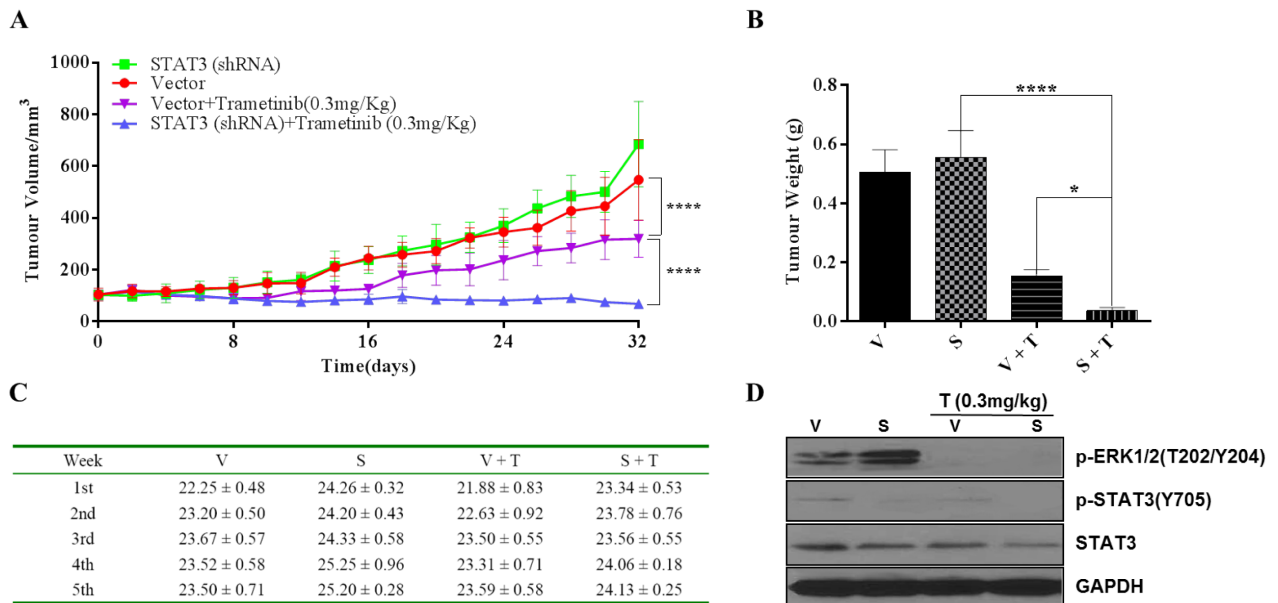 A
Tumour Volume/mm³
1000
800
600
400
200
0
0 8 16 24 32
Time(days)
STAT3 (shRNA)
Vector
Vector+Trametinib(0.3mg/Kg)
STAT3 (shRNA)+Trametinib (0.3mg/Kg)
****
****
B
Tumour Weight (g)
0.8
0.6
0.4
0.2
0.0
****
*
V S V+T S+T
C
Week V S V + T S + T
1st 22.25 ± 0.48 24.26 ± 0.32 21.88 ± 0.83 23.34 ± 0.53
2nd 23.20 ± 0.50 24.20 ± 0.43 22.63 ± 0.92 23.78 ± 0.76
3rd 23.67 ± 0.57 24.33 ± 0.58 23.50 ± 0.55 23.56 ± 0.55
4th 23.52 ± 0.58 25.25 ± 0.96 23.31 ± 0.71 24.06 ± 0.18
5th 23.50 ± 0.71 25.20 ± 0.28 23.59 ± 0.58 24.13 ± 0.25
D
T (0.3mg/kg)
V S V S
p-ERK1/2(T202/Y204)
p-STAT3(Y705)
STAT3
GAPDH